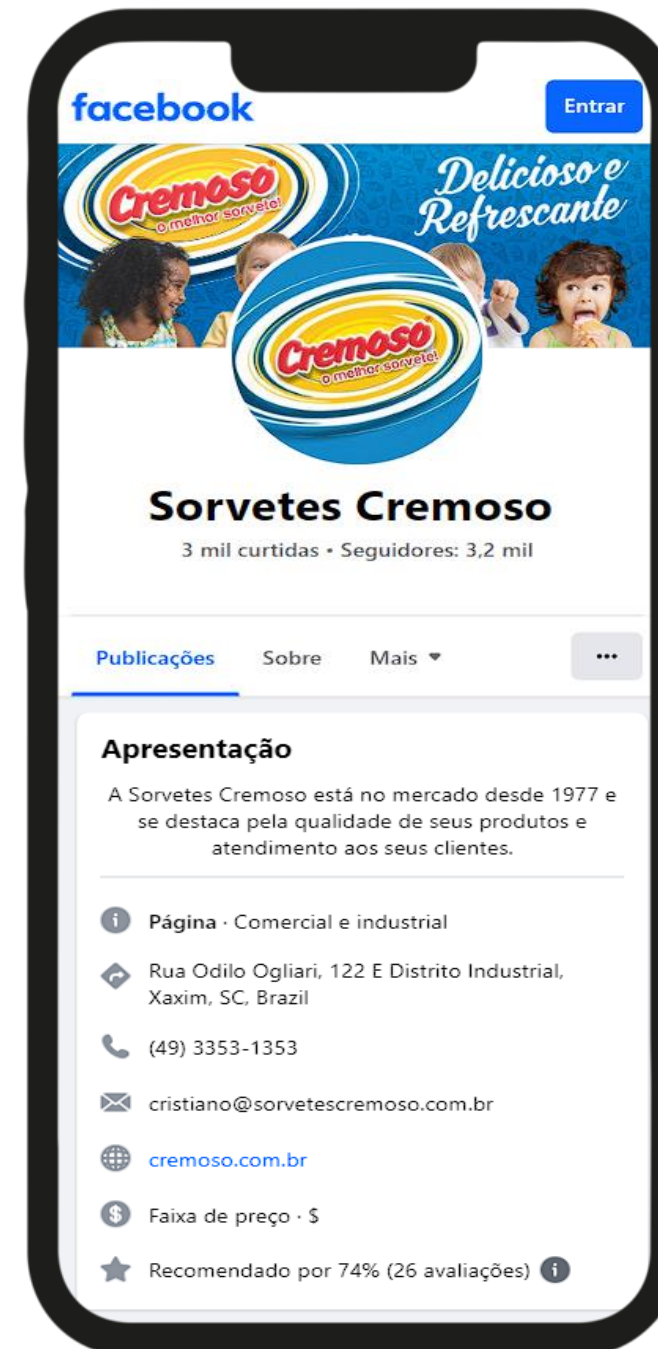 facebook
Entrar
Cremoso
o melhor sorvete!
Delicioso e
Refrescante
Cremoso
o melhor sorvete!
Sorvetes Cremoso
3 mil curtidas • Seguidores: 3,2 mil
Publicações Sobre Mais ...
Apresentação
A Sorvetes Cremoso está no mercado desde 1977 e
se destaca pela qualidade de seus produtos e
atendimento aos seus clientes.
Página · Comercial e industrial
Rua Odilo Ogliari, 122 E Distrito Industrial,
Xaxim, SC, Brazil
(49) 3353-1353
cristiano@sorvetescremoso.com.br
cremoso.com.br
Faixa de preço · $
Recomendado por 74% (26 avaliações)